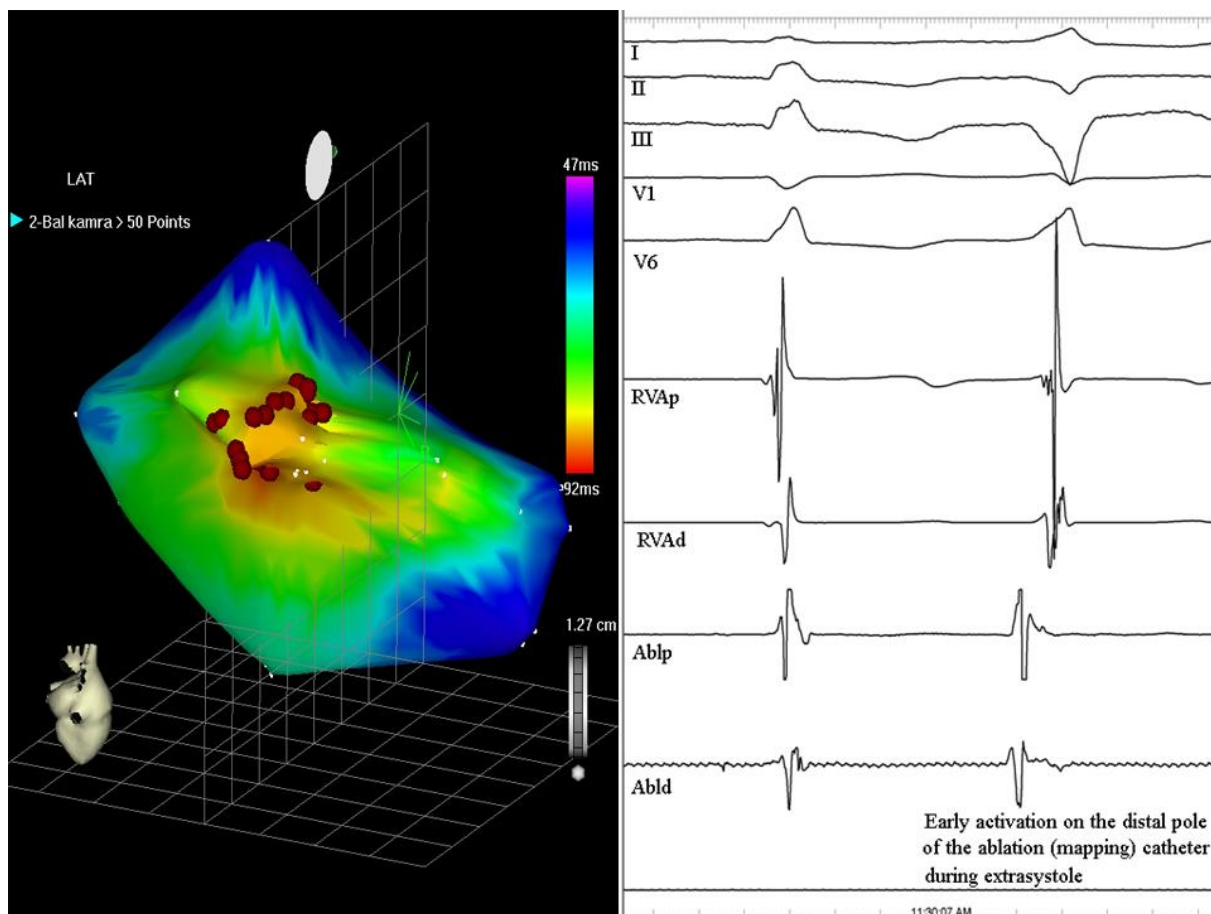 LAT
2-Bal kamra > 50 Points
47ms
-92ms
1.27 cm
I
II
III
V1
V6
RVAp
RVAd
Ablp
Abld
Early activation on the distal pole
of the ablation (mapping) catheter
during extrasystole
11:30:07 AM